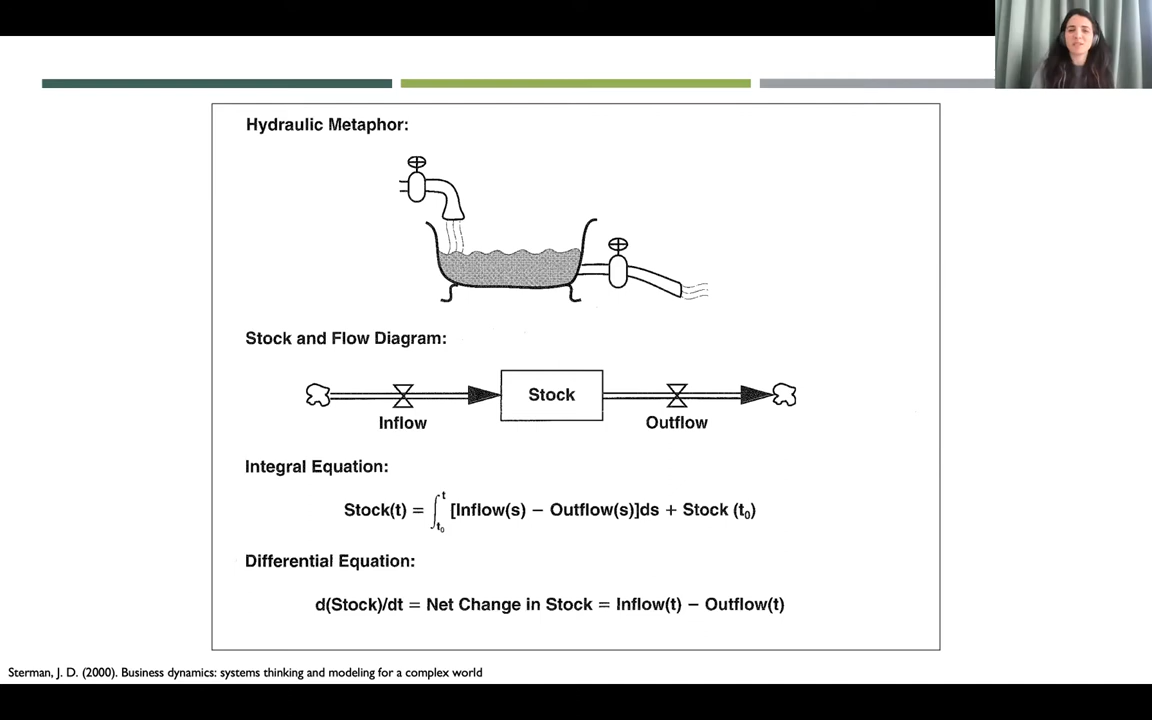 Hydraulic Metaphor:
Stock and Flow Diagram:
Stock
Inflow
Outflow
Integral Equation:
Stock(t) = ∫ₜ₀ᵗ [Inflow(s) − Outflow(s)]ds + Stock (t₀)
Differential Equation:
d(Stock)/dt = Net Change in Stock = Inflow(t) − Outflow(t)
Sterman, J. D. (2000). Business dynamics: systems thinking and modeling for a complex world